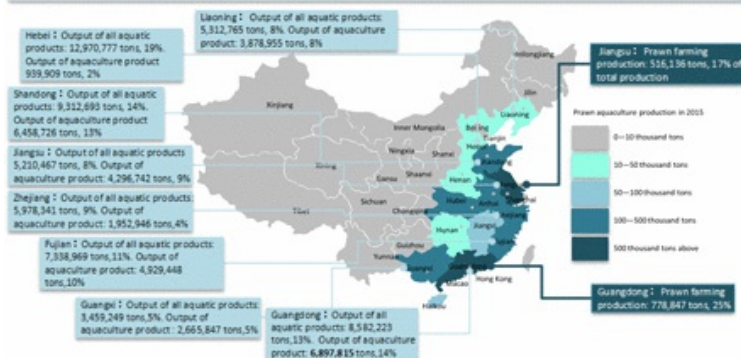 Liaoning: Output of all aquatic products:
5,312,765 tons, 8%. Output of aquaculture
product: 3,878,955 tons, 8%
Hebei: Output of all aquatic
products: 12,970,777 tons, 19%.
Output of aquaculture product
939,909 tons, 2%
Shandong: Output of all aquatic
products: 9,312,693 tons, 14%.
Output of aquaculture product
6,458,726 tons, 13%
Jiangsu: Output of all aquatic products:
5,210,467 tons, 8%. Output of
aquaculture product: 4,296,742 tons, 9%
Zhejiang: Output of all aquatic products:
5,978,341 tons, 9%. Output of
aquaculture product: 1,952,946 tons,4%
Fujian: Output of all aquatic products:
7,338,969 tons,11%. Output of
aquaculture product: 4,929,448
tons,10%
Guangxi: Output of all aquatic products:
3,459,249 tons,5%. Output of
aquaculture product : 2,665,847 tons,5%
Guangdong: Output of all
aquatic products: 8,582,223
tons,13%. Output of aquaculture
product: 6,897,815 tons,14%
Jiangsu: Prawn farming
production: 516,136 tons, 17% of
total production
Prawn aquaculture production in 2015
0—10 thousand tons
10—50 thousand tons
50—100 thousand tons
100—500 thousand tons
500 thousand tons above
Guangdong: Prawn farming
production: 778,847 tons, 25%
Heilongjiang
Jilin
Liaoning
Xinjiang
Inner Mongolia
Beijing
Tianjin
Hebei
Ningxia
Shanxi
Shandong
Gansu
Shaanxi
Henan
Tibet
Sichuan
Chongqing
Hubei
Anhui
Hunan
Guizhou
Yunnan
Macao
Hong Kong
Haikou